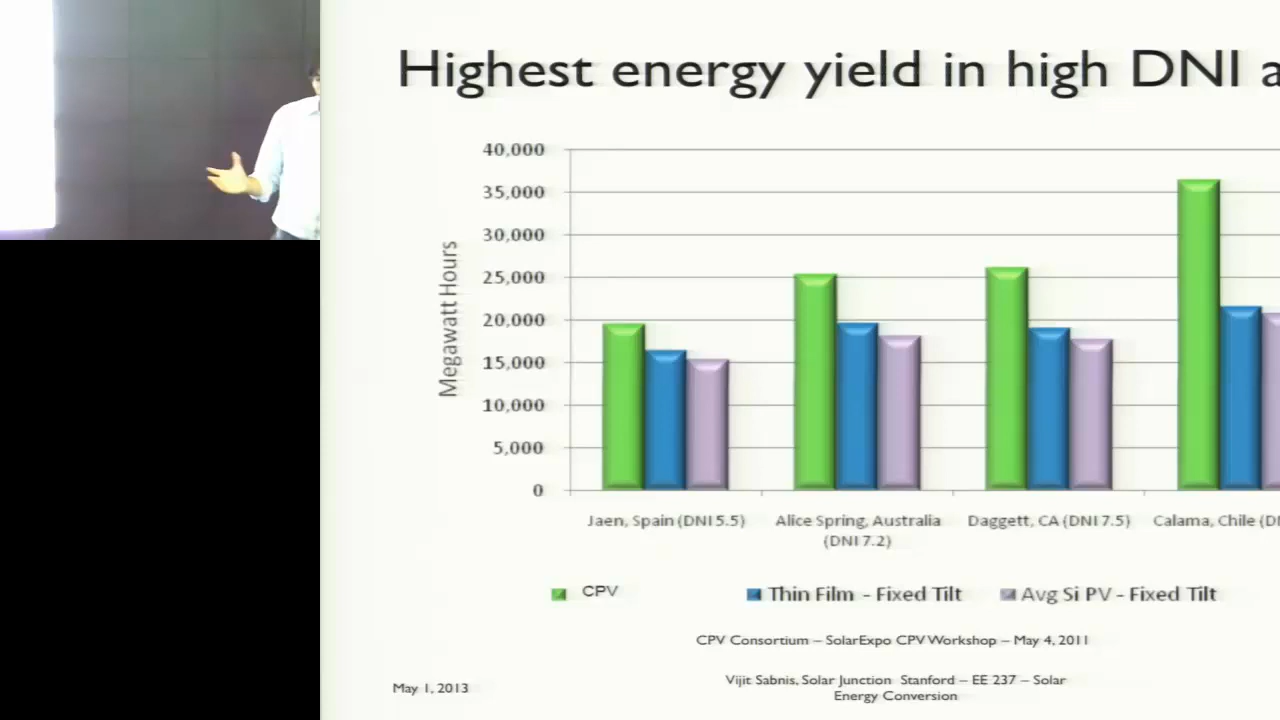 Highest energy yield in high DNI a
40,000
35,000
30,000
25,000
20,000
15,000
10,000
5,000
0
Megawatt Hours
Jaen, Spain (DNI 5.5)
Alice Spring, Australia
(DNI 7.2)
Daggett, CA (DNI 7.5)
Calama, Chile (DN
CPV
Thin Film - Fixed Tilt
Avg Si PV - Fixed Tilt
CPV Consortium – SolarExpo CPV Workshop – May 4, 2011
May 1, 2013
Vijit Sabnis, Solar Junction Stanford – EE 237 – Solar
Energy Conversion